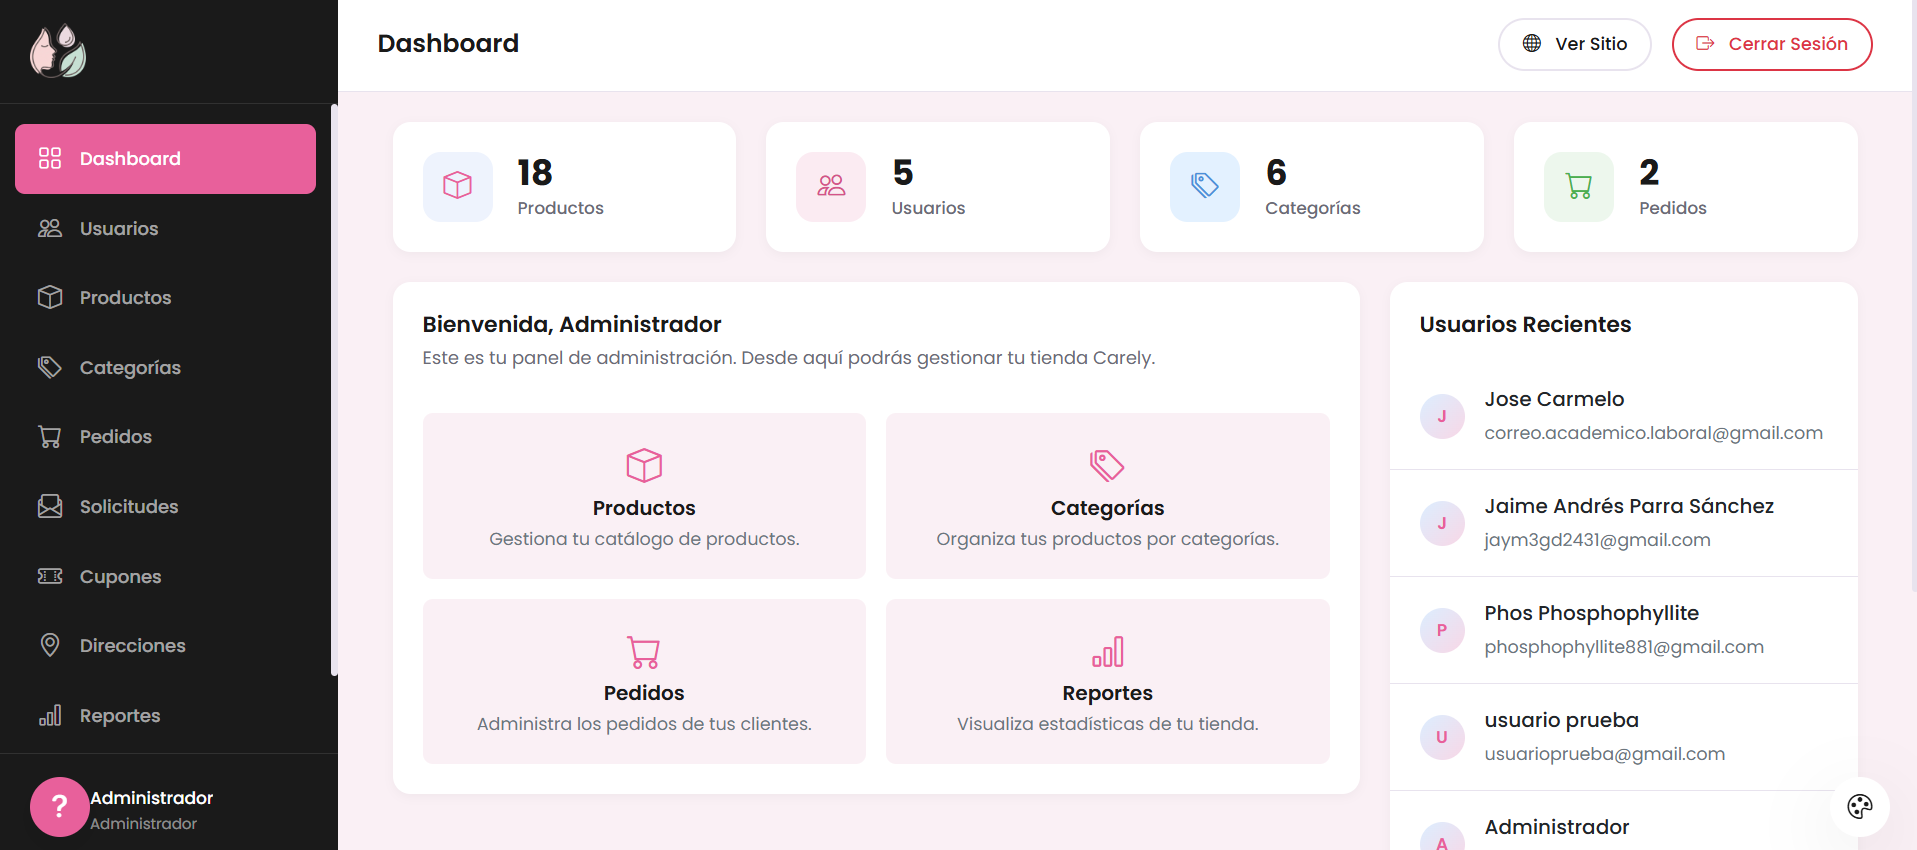 Dashboard
Usuarios
Productos
Categorías
Pedidos
Solicitudes
Cupones
Direcciones
Reportes
?
Administrador
Administrador
Dashboard
Ver Sitio
Cerrar Sesión
18
Productos
5
Usuarios
6
Categorías
2
Pedidos
Bienvenida, Administrador
Este es tu panel de administración. Desde aquí podrás gestionar tu tienda Carely.
Productos
Gestiona tu catálogo de productos.
Categorías
Organiza tus productos por categorías.
Pedidos
Administra los pedidos de tus clientes.
Reportes
Visualiza estadísticas de tu tienda.
Usuarios Recientes
J
Jose Carmelo
correo.academico.laboral@gmail.com
J
Jaime Andrés Parra Sánchez
jaym3gd2431@gmail.com
P
Phos Phosphophyllite
phosphophyllite881@gmail.com
U
usuario prueba
usuarioprueba@gmail.com
A
Administrador